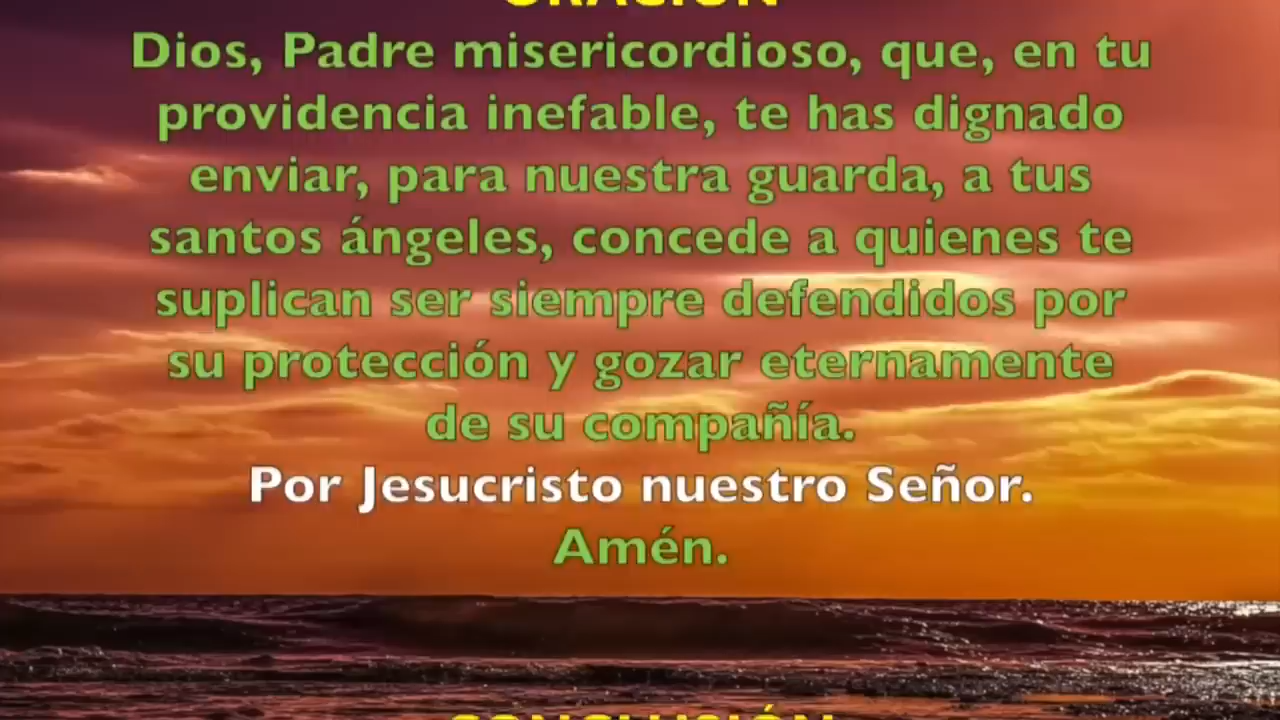 ORACIÓN
Dios, Padre misericordioso, que, en tu
providencia inefable, te has dignado
enviar, para nuestra guarda, a tus
santos ángeles, concede a quienes te
suplican ser siempre defendidos por
su protección y gozar eternamente
de su compañía.
Por Jesucristo nuestro Señor.
Amén.
CONCLUSIÓN